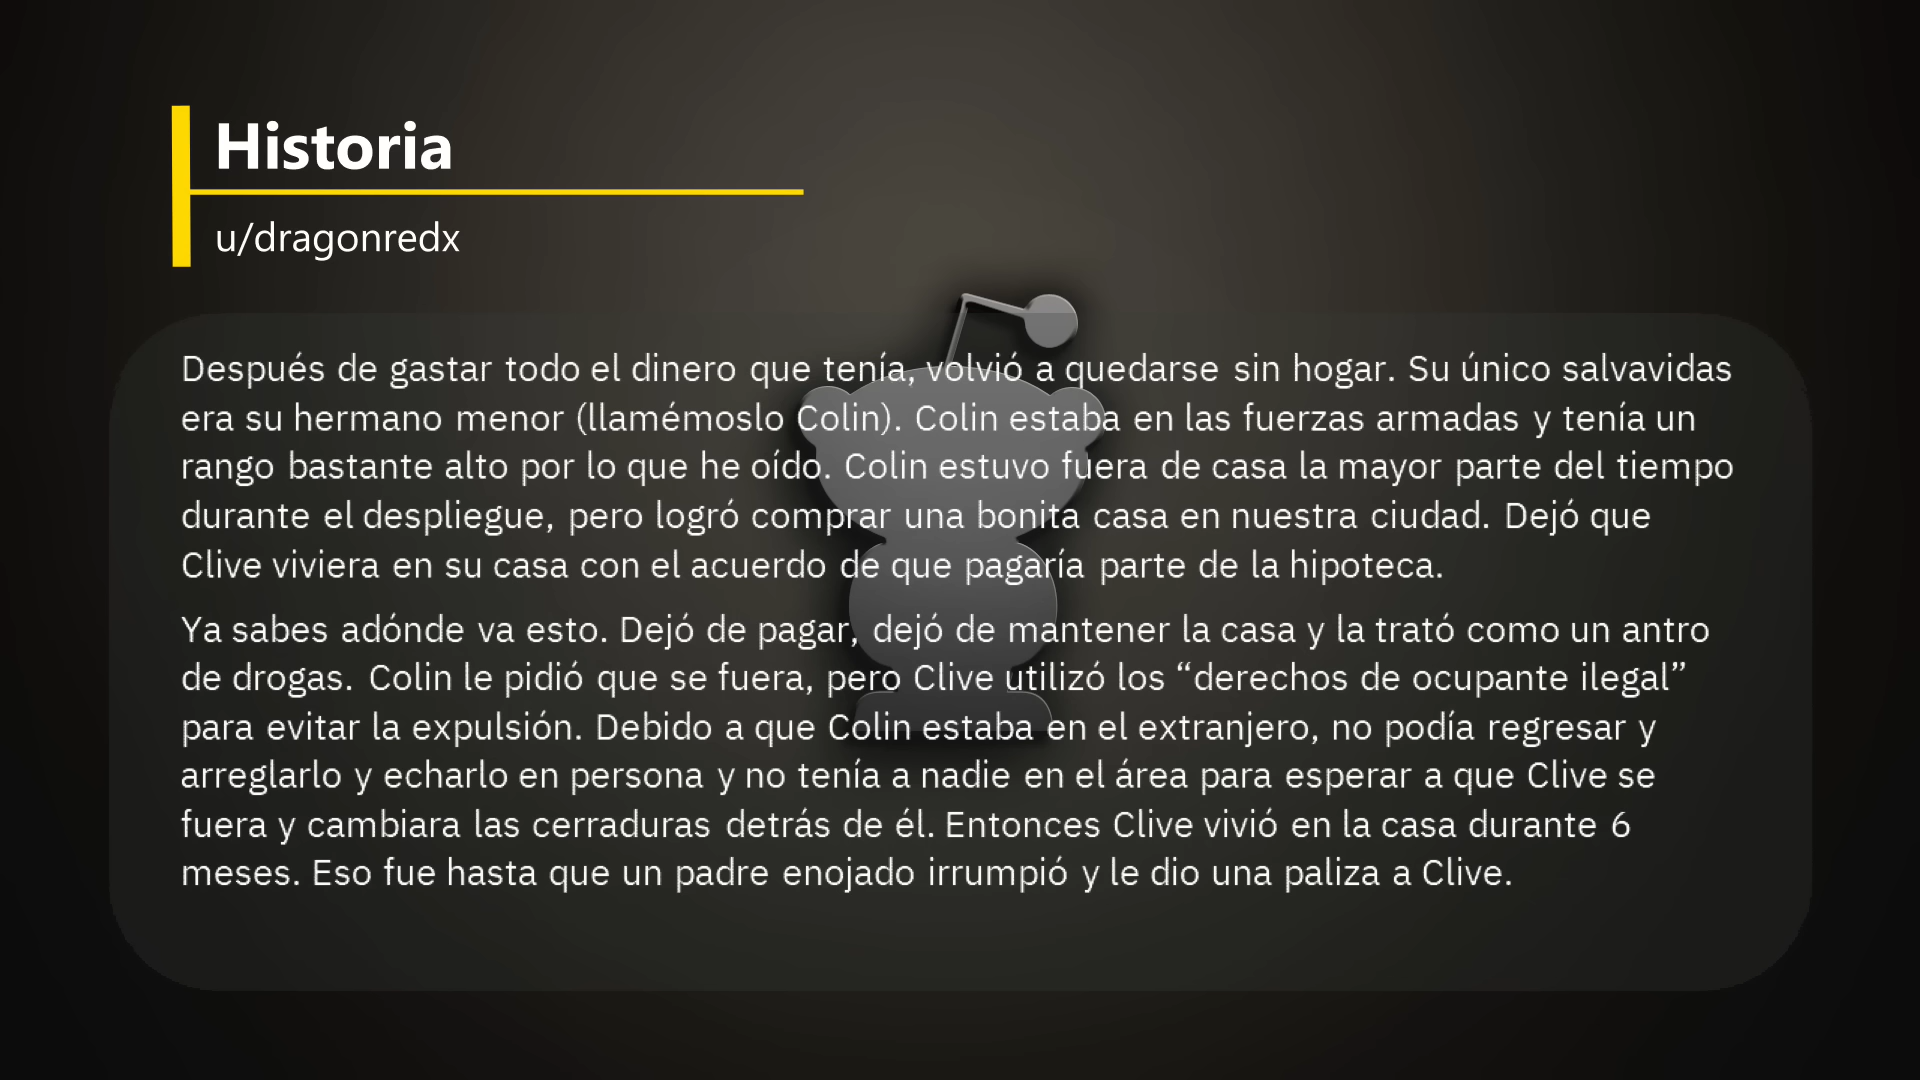 Historia
u/dragonredx
Después de gastar todo el dinero que tenía, volvió a quedarse sin hogar. Su único salvavidas
era su hermano menor (llamémoslo Colin). Colin estaba en las fuerzas armadas y tenía un
rango bastante alto por lo que he oído. Colin estuvo fuera de casa la mayor parte del tiempo
durante el despliegue, pero logró comprar una bonita casa en nuestra ciudad. Dejó que
Clive viviera en su casa con el acuerdo de que pagaría parte de la hipoteca.
Ya sabes adónde va esto. Dejó de pagar, dejó de mantener la casa y la trató como un antro
de drogas. Colin le pidió que se fuera, pero Clive utilizó los “derechos de ocupante ilegal”
para evitar la expulsión. Debido a que Colin estaba en el extranjero, no podía regresar y
arreglarlo y echarlo en persona y no tenía a nadie en el área para esperar a que Clive se
fuera y cambiara las cerraduras detrás de él. Entonces Clive vivió en la casa durante 6
meses. Eso fue hasta que un padre enojado irrumpió y le dio una paliza a Clive.